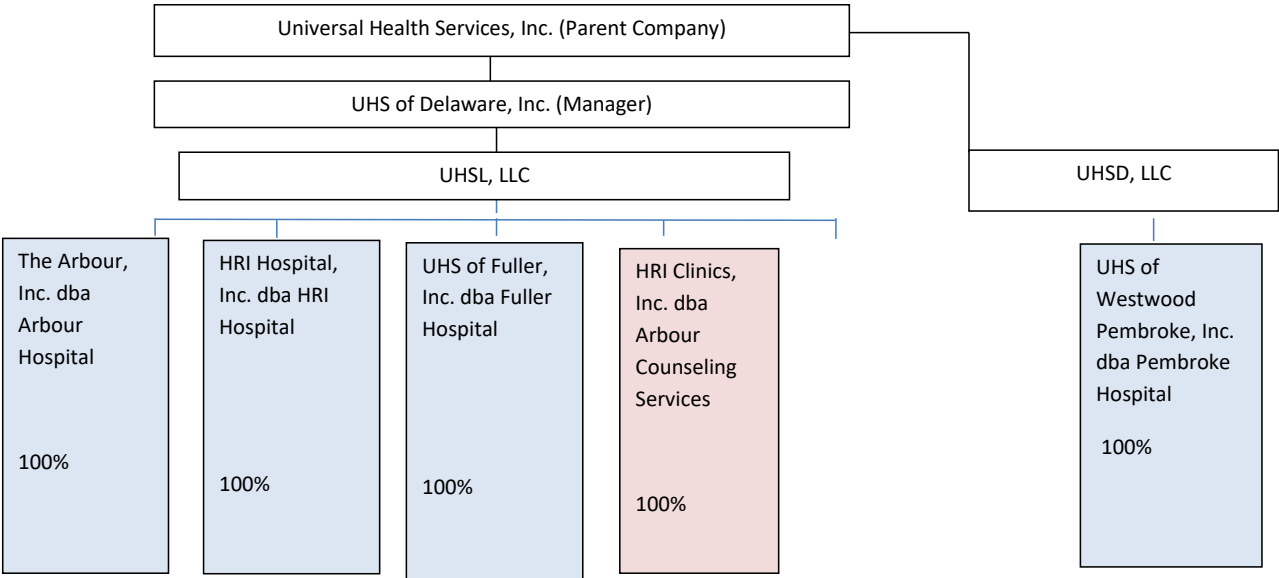 Universal Health Services, Inc. (Parent Company)
UHS of Delaware, Inc. (Manager)
UHSL, LLC
UHSD, LLC
The Arbour,
Inc. dba
Arbour
Hospital
100%
HRI Hospital,
Inc. dba HRI
Hospital
100%
UHS of Fuller,
Inc. dba Fuller
Hospital
100%
HRI Clinics,
Inc. dba
Arbour
Counseling
Services
100%
UHS of
Westwood
Pembroke, Inc.
dba Pembroke
Hospital
100%